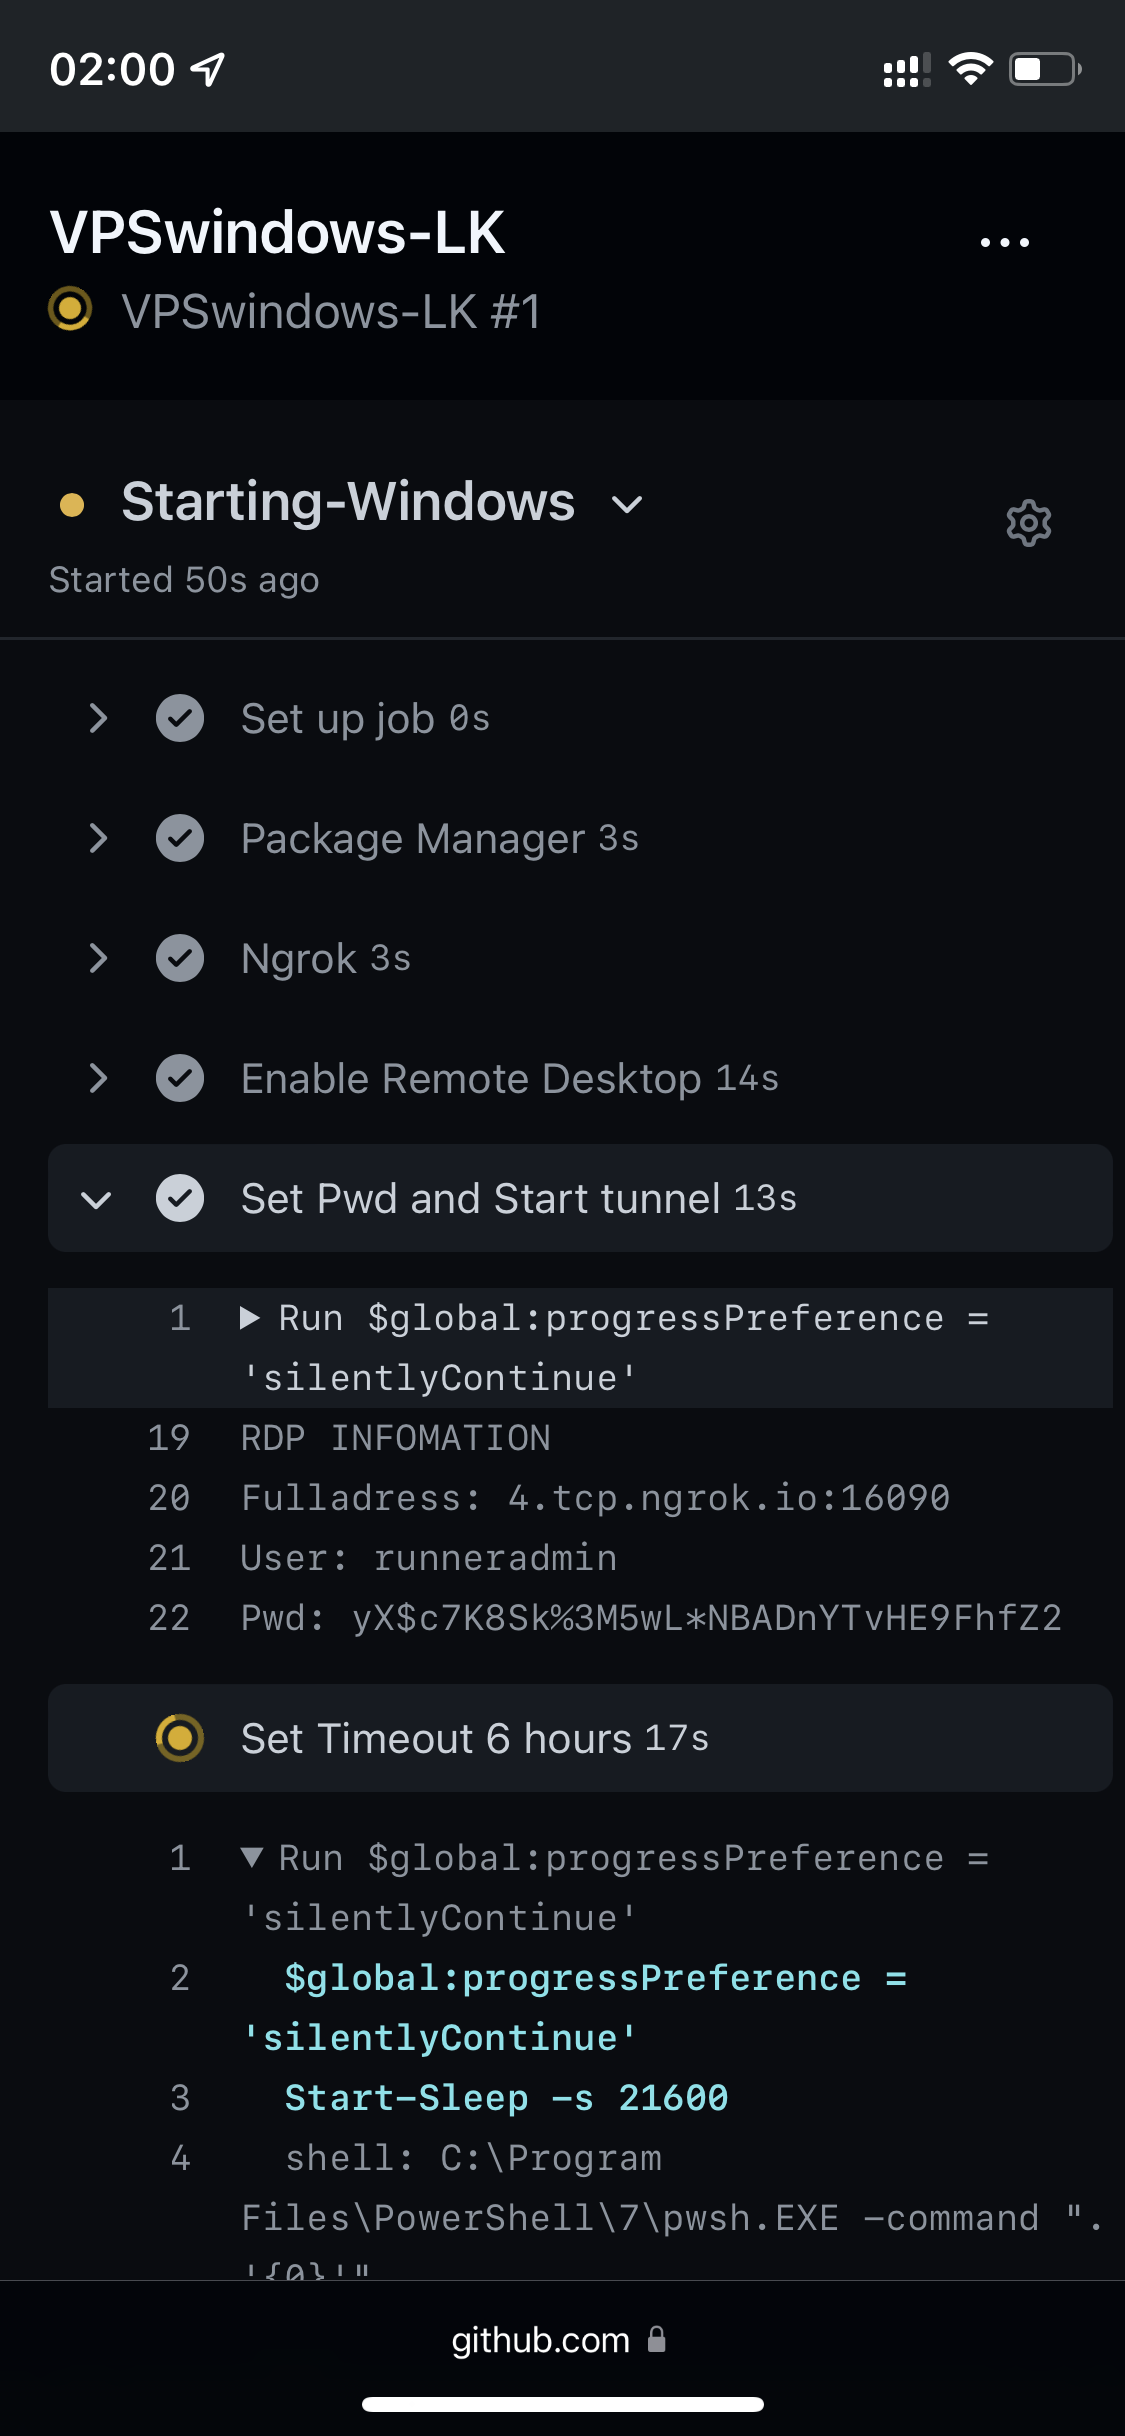 02:00
VPSwindows-LK
VPSwindows-LK #1
Starting-Windows
Started 50s ago
Set up job 0s
Package Manager 3s
Ngrok 3s
Enable Remote Desktop 14s
Set Pwd and Start tunnel 13s
1 Run $global:progressPreference =
'silentlyContinue'
19 RDP INFOMATION
20 Fulladress: 4.tcp.ngrok.io:16090
21 User: runneradmin
22 Pwd: yX$c7K8Sk%3M5wL*NBADnYTvHE9FhfZ2
Set Timeout 6 hours 17s
1 Run $global:progressPreference =
'silentlyContinue'
2 $global:progressPreference =
'silentlyContinue'
3 Start-Sleep -s 21600
4 shell: C:\Program
Files\PowerShell\7\pwsh.EXE -command ".
'{0}'"
github.com